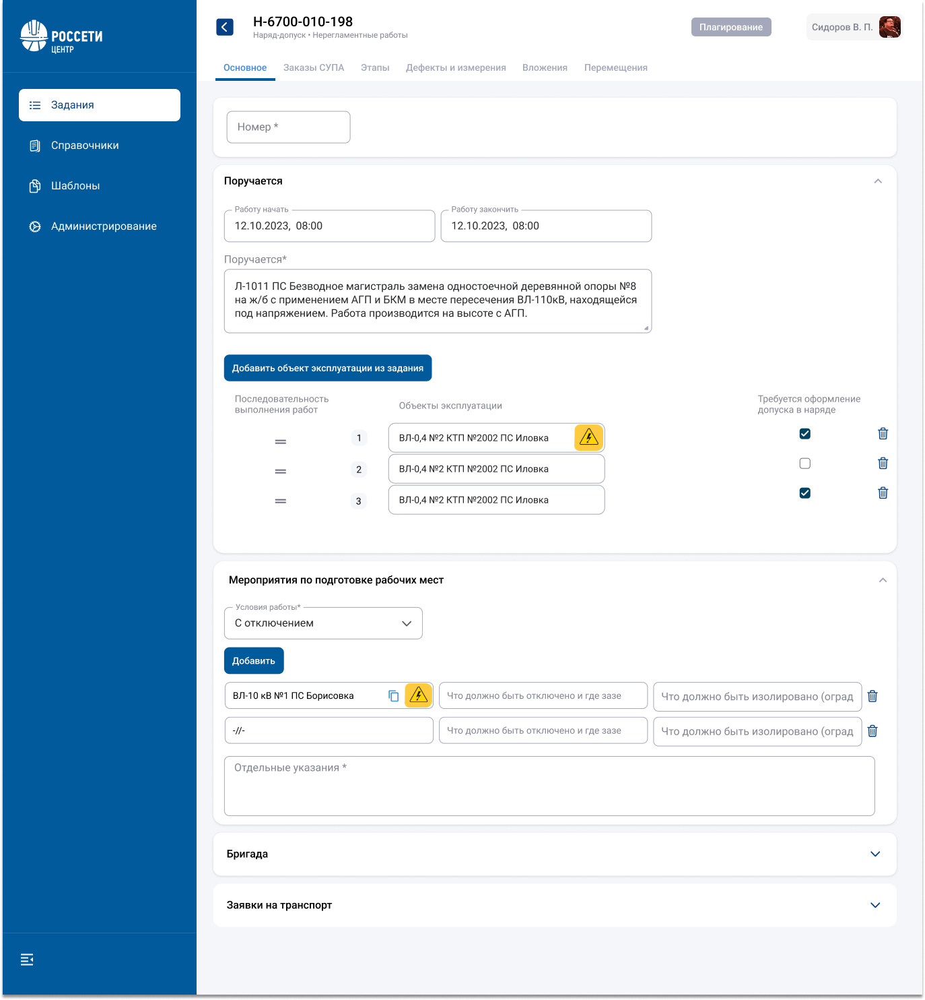 РОССЕТИ
ЦЕНТР
Задания
Справочники
Шаблоны
Администрирование
Н-6700-010-198
Наряд-допуск • Нерегламентные работы
Плагирование
Сидоров В. П.
Основное
Заказы СУПА
Этапы
Дефекты и измерения
Вложения
Перемещения
Номер *
Поручается
Работу начать
12.10.2023, 08:00
Работу закончить
12.10.2023, 08:00
Поручается*
Л-1011 ПС Безводное магистраль замена одностоечной деревянной опоры №8
на ж/б с применением АГП и БКМ в месте пересечения ВЛ-110кВ, находящейся
под напряжением. Работа производится на высоте с АГП.
Добавить объект эксплуатации из задания
Последовательность
выполнения работ
Объекты эксплуатации
Требуется оформление
допуска в наряде
1
ВЛ-0,4 №2 КТП №2002 ПС Иловка
2
ВЛ-0,4 №2 КТП №2002 ПС Иловка
3
ВЛ-0,4 №2 КТП №2002 ПС Иловка
Мероприятия по подготовке рабочих мест
Условия работы*
С отключением
Добавить
ВЛ-10 кВ №1 ПС Борисовка
Что должно быть отключено и где зазе
Что должно быть изолировано (оград
-//-
Что должно быть отключено и где зазе
Что должно быть изолировано (оград
Отдельные указания *
Бригада
Заявки на транспорт